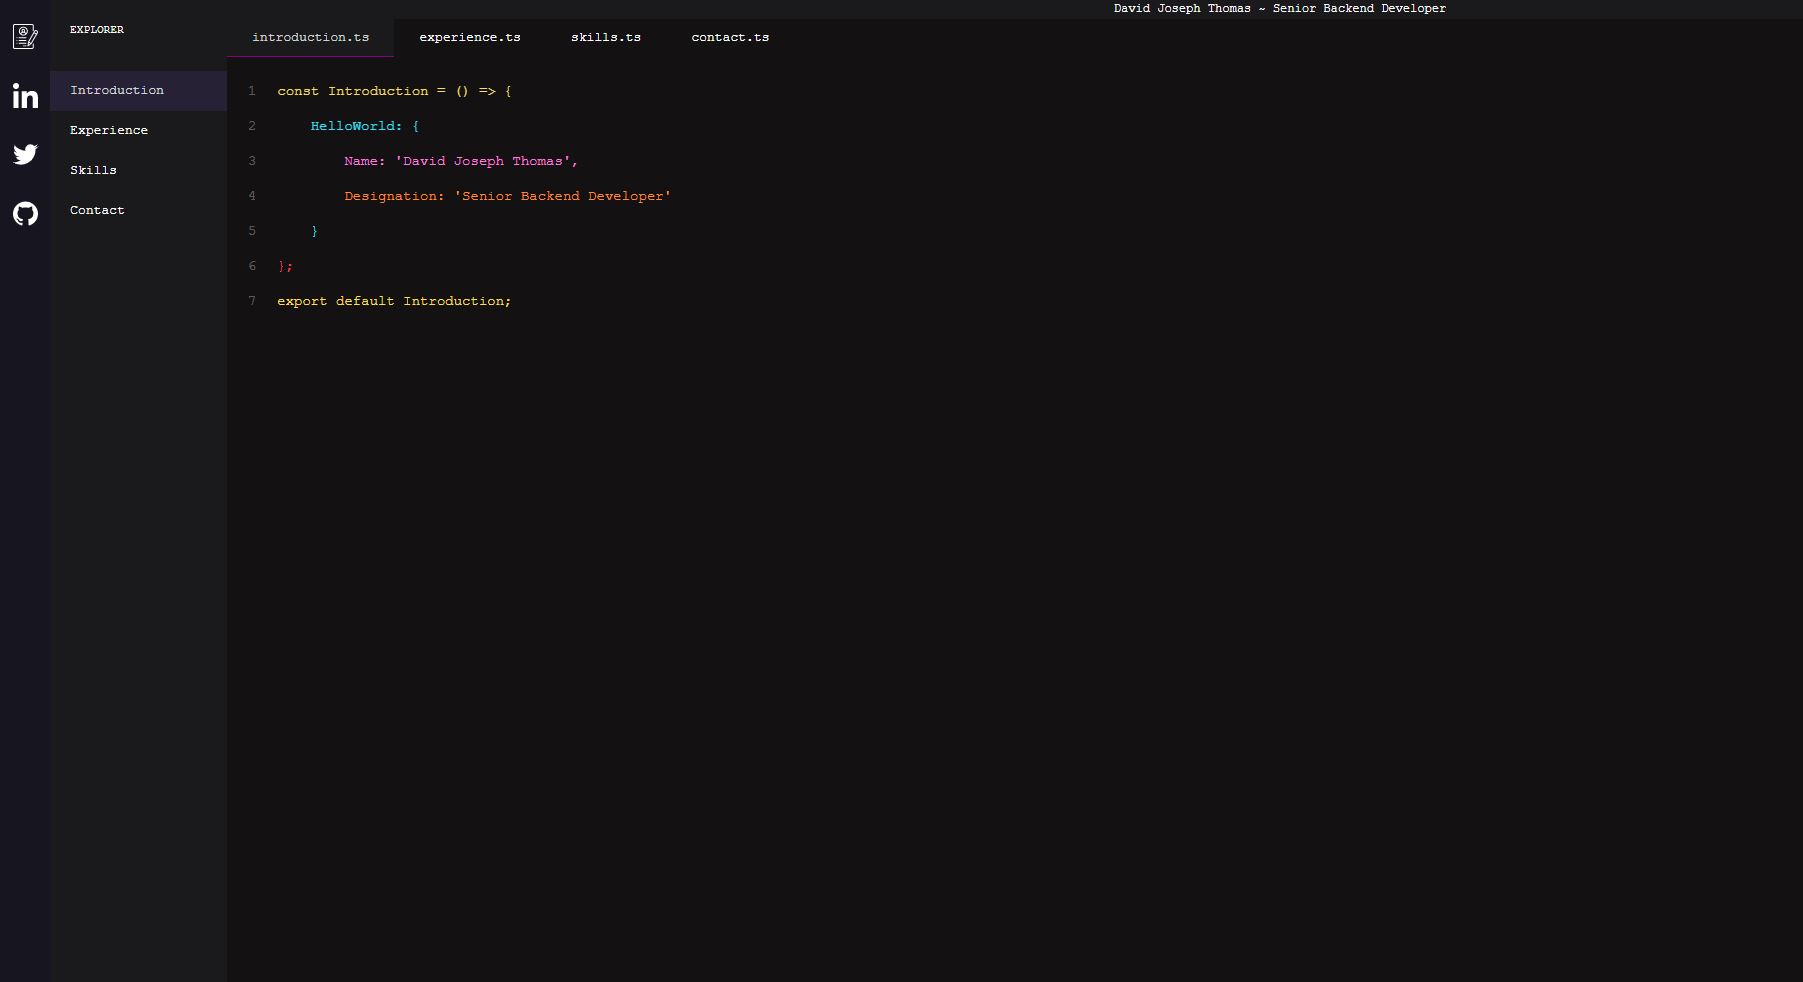 David Joseph Thomas ~ Senior Backend Developer
EXPLORER
Introduction
Experience
Skills
Contact
introduction.ts experience.ts skills.ts contact.ts
1 const Introduction = () => {
2 HelloWorld: {
3 Name: 'David Joseph Thomas',
4 Designation: 'Senior Backend Developer'
5 }
6 };
7 export default Introduction;